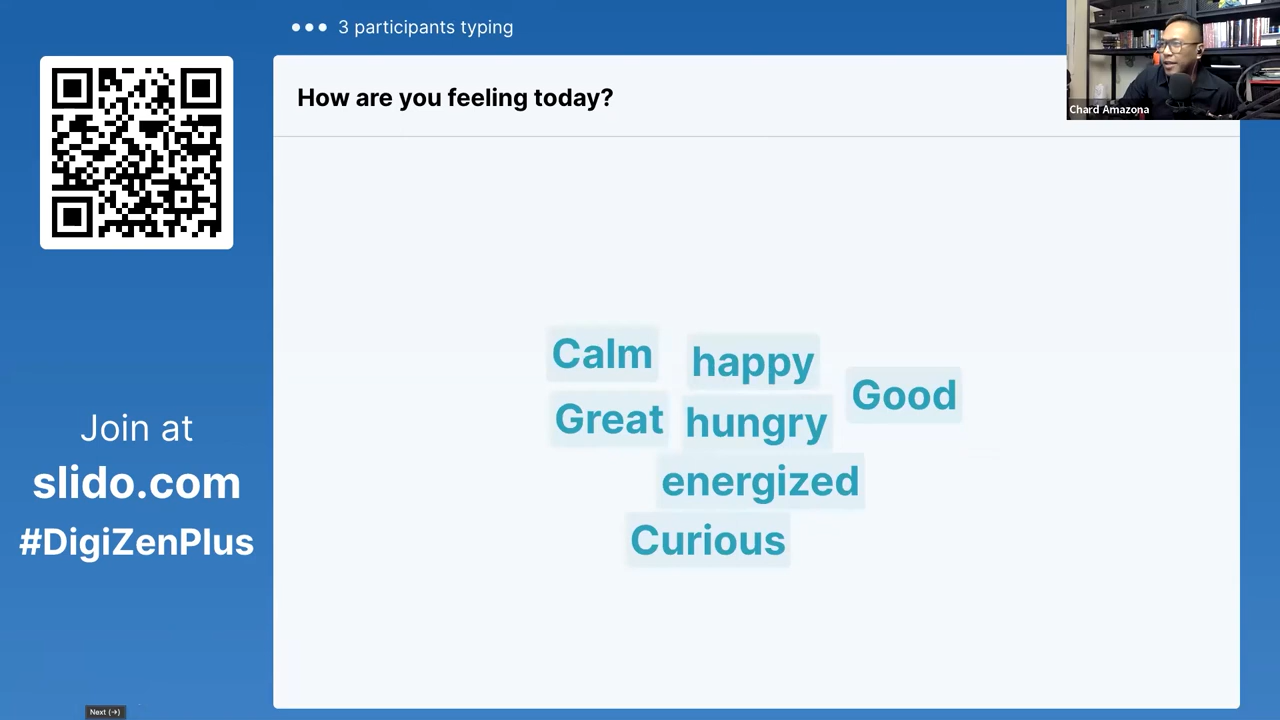 3 participants typing
How are you feeling today?
Chard Amazona
Calm
happy
Good
Great
hungry
energized
Curious
Join at
slido.com
#DigiZenPlus
Next (→)